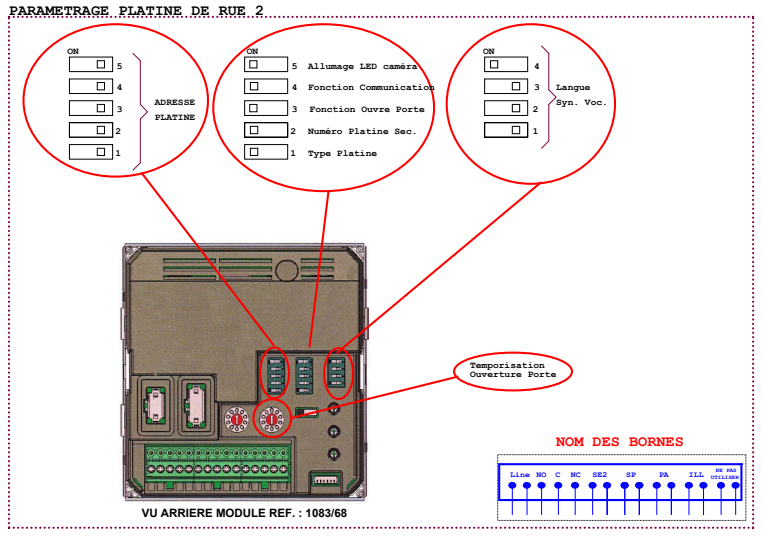 PARAMETRAGE PLATINE DE RUE 2
ON
5
4
3
2
1
ADRESSE
PLATINE
ON
5 Allumage LED caméra
4 Fonction Communication
3 Fonction Ouvre Porte
2 Numéro Platine Sec.
1 Type Platine
ON
4
3
2
1
Langue
Syn. Voc.
Temporisation
Ouverture Porte
NOM DES BORNES
Line NO C NC SE2 SP PA ILL NE PAS
UTILISER
VU ARRIERE MODULE REF. : 1083/68